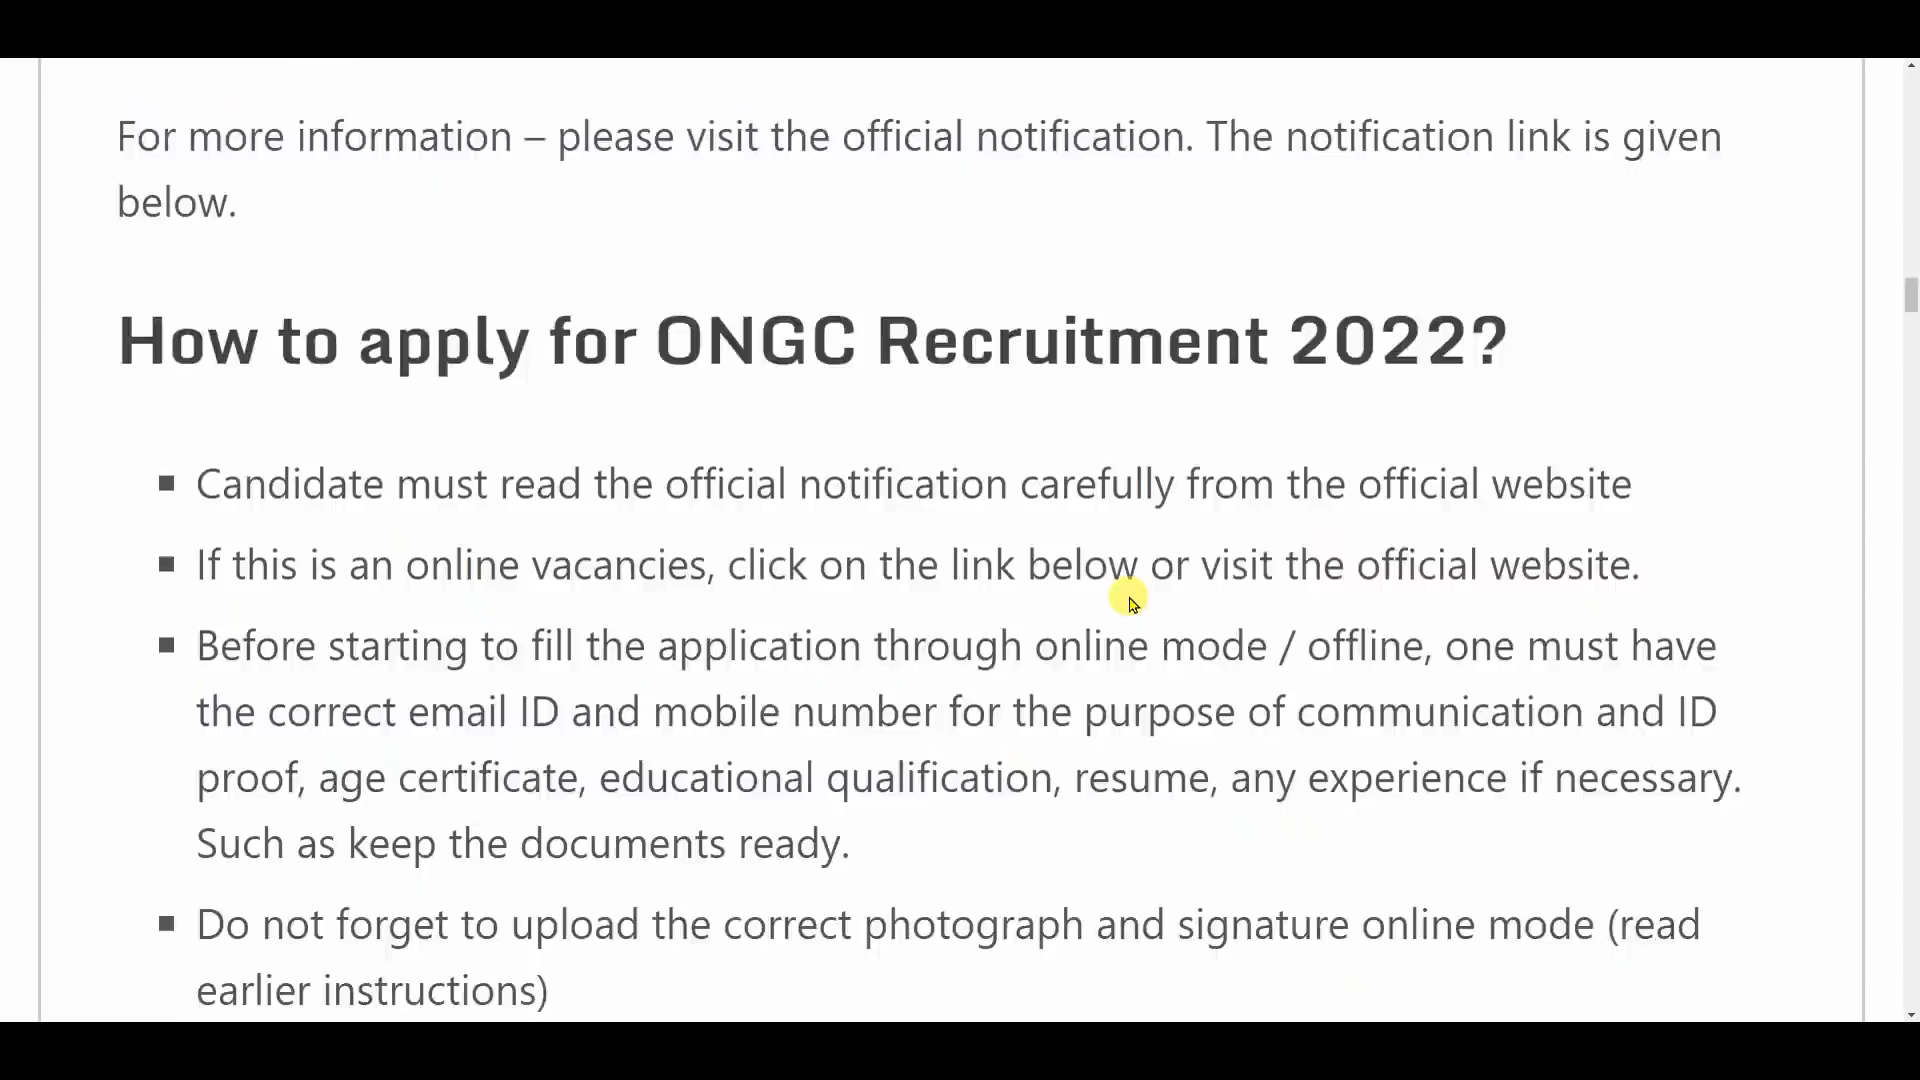 For more information – please visit the official notification. The notification link is given
below.
How to apply for ONGC Recruitment 2022?
▪ Candidate must read the official notification carefully from the official website
▪ If this is an online vacancies, click on the link below or visit the official website.
▪ Before starting to fill the application through online mode / offline, one must have
the correct email ID and mobile number for the purpose of communication and ID
proof, age certificate, educational qualification, resume, any experience if necessary.
Such as keep the documents ready.
▪ Do not forget to upload the correct photograph and signature online mode (read
earlier instructions)